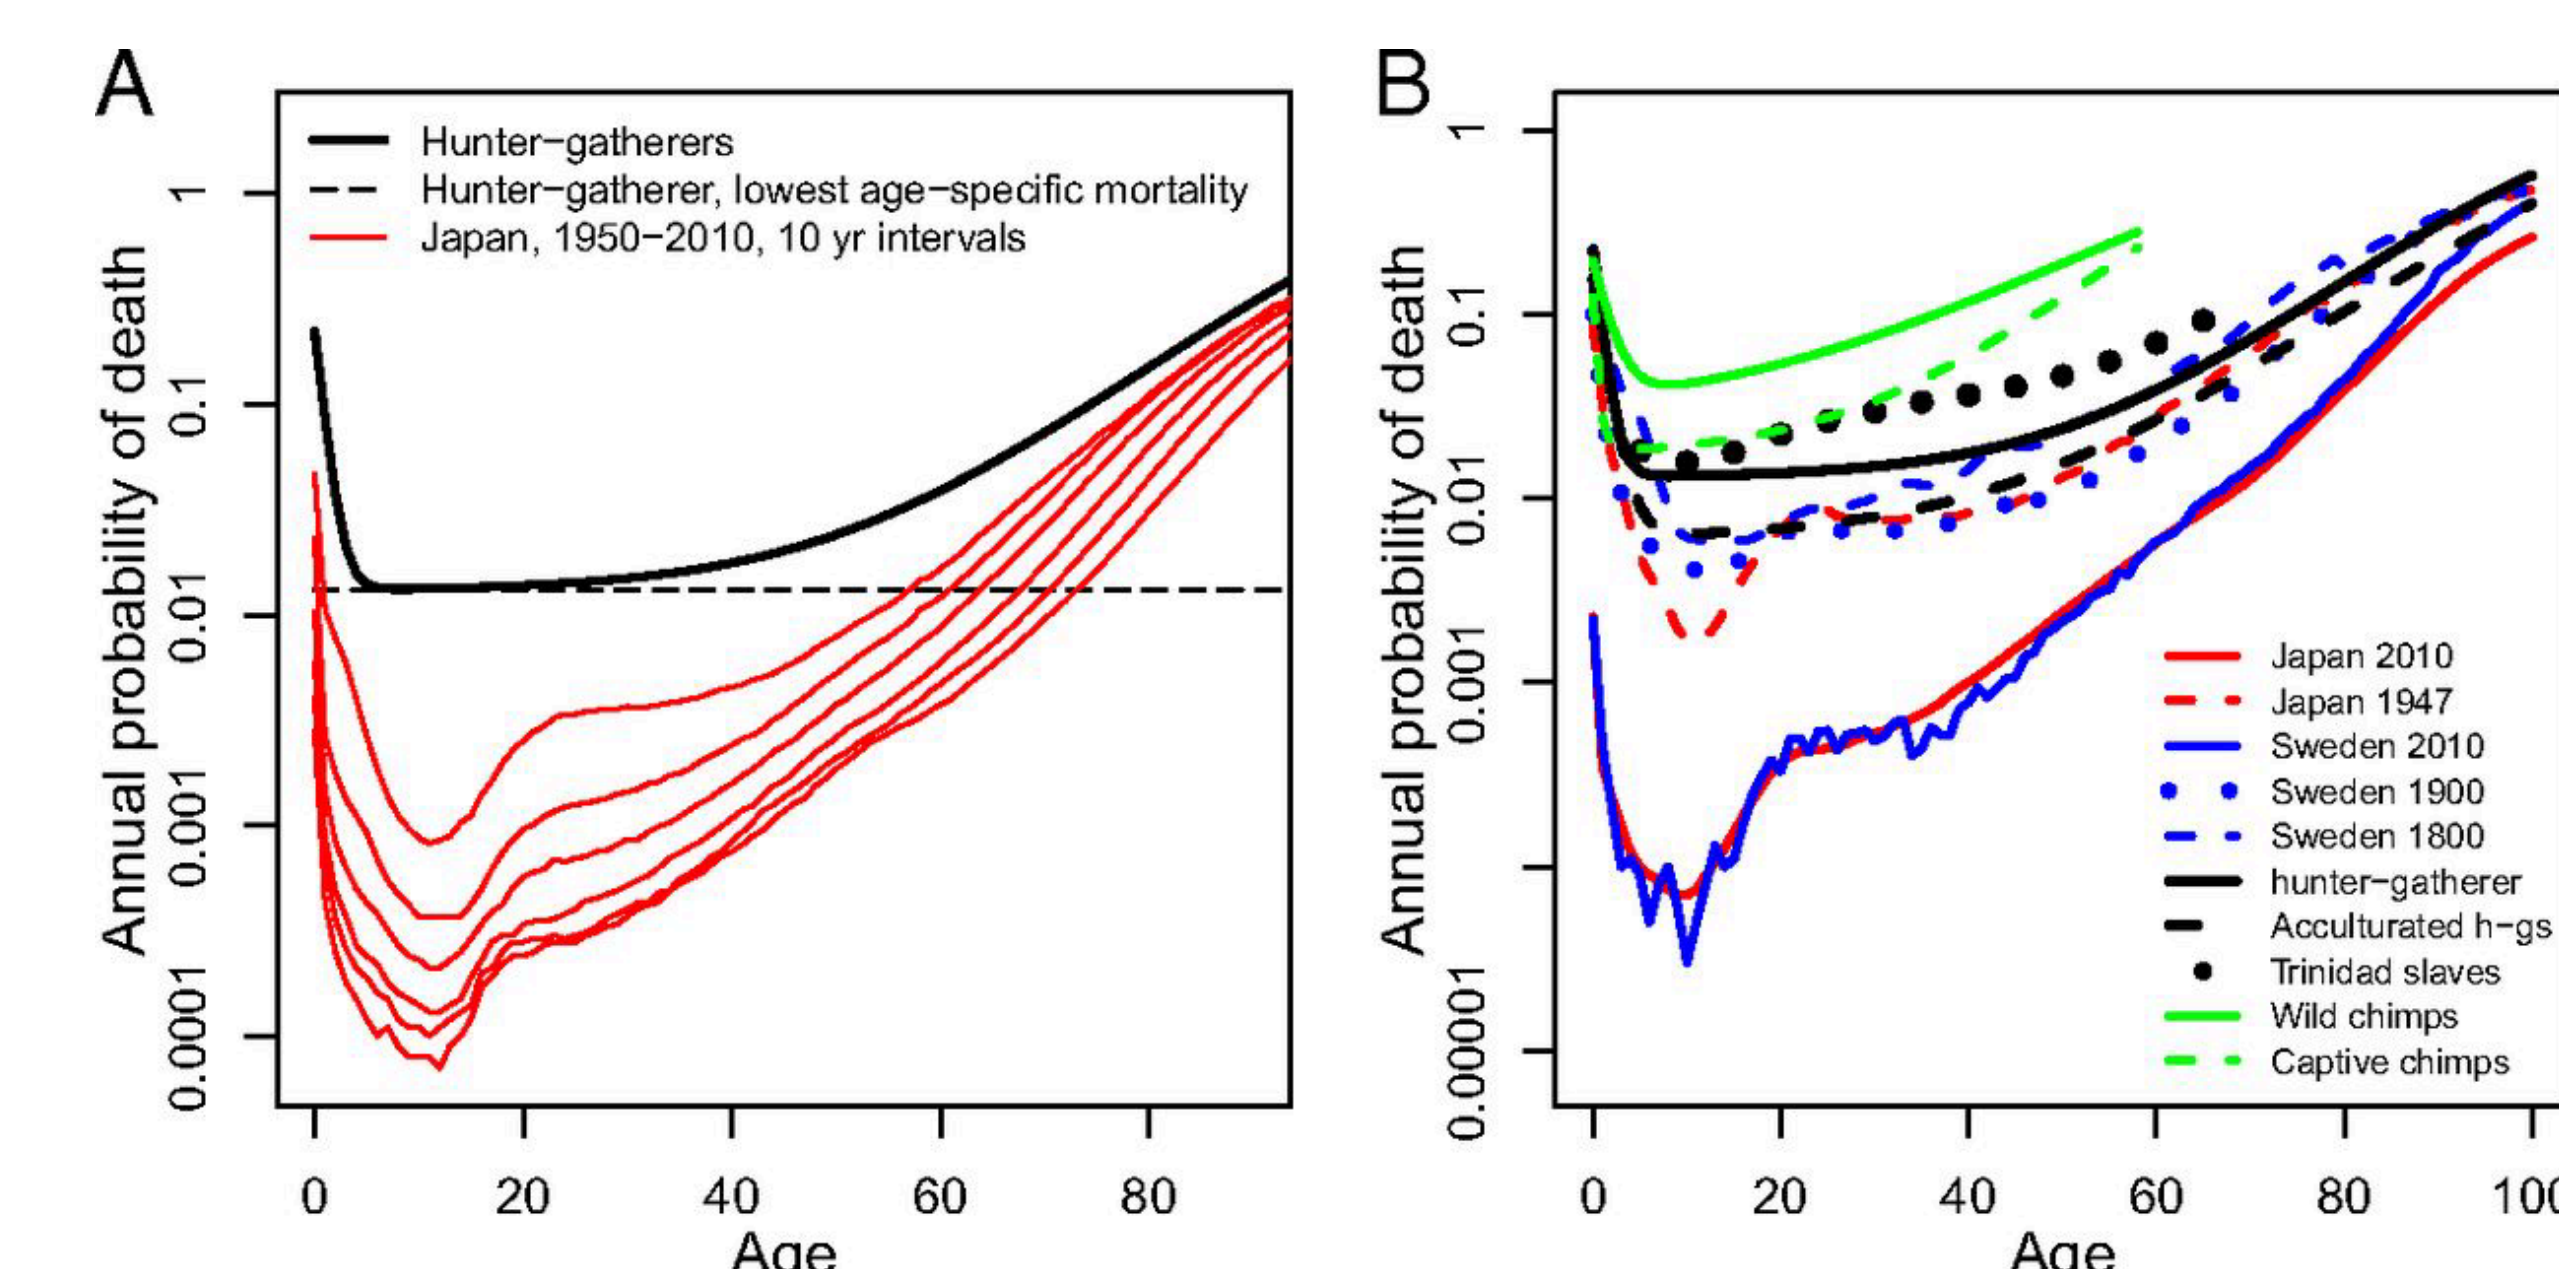 A
Hunter−gatherers
Hunter−gatherer, lowest age−specific mortality
Japan, 1950−2010, 10 yr intervals
Annual probability of death
1
0.1
0.01
0.001
0.0001
0 20 40 60 80
Age
B
Annual probability of death
1
0.1
0.01
0.001
0.00001
Japan 2010
Japan 1947
Sweden 2010
Sweden 1900
Sweden 1800
hunter−gatherer
Acculturated h−gs
Trinidad slaves
Wild chimps
Captive chimps
0 20 40 60 80 100
Age